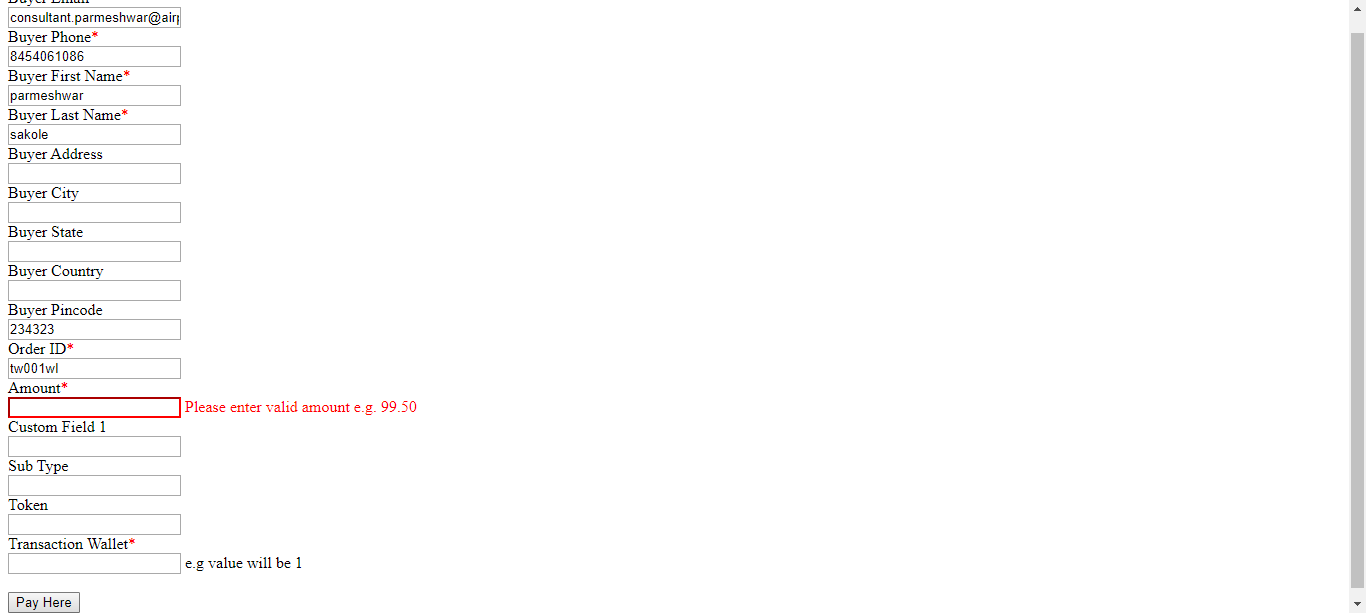 Buyer Email
consultant.parmeshwar@air
Buyer Phone*
8454061086
Buyer First Name*
parmeshwar
Buyer Last Name*
sakole
Buyer Address
Buyer City
Buyer State
Buyer Country
Buyer Pincode
234323
Order ID*
tw001wl
Amount*
Please enter valid amount e.g. 99.50
Custom Field 1
Sub Type
Token
Transaction Wallet*
e.g value will be 1
Pay Here